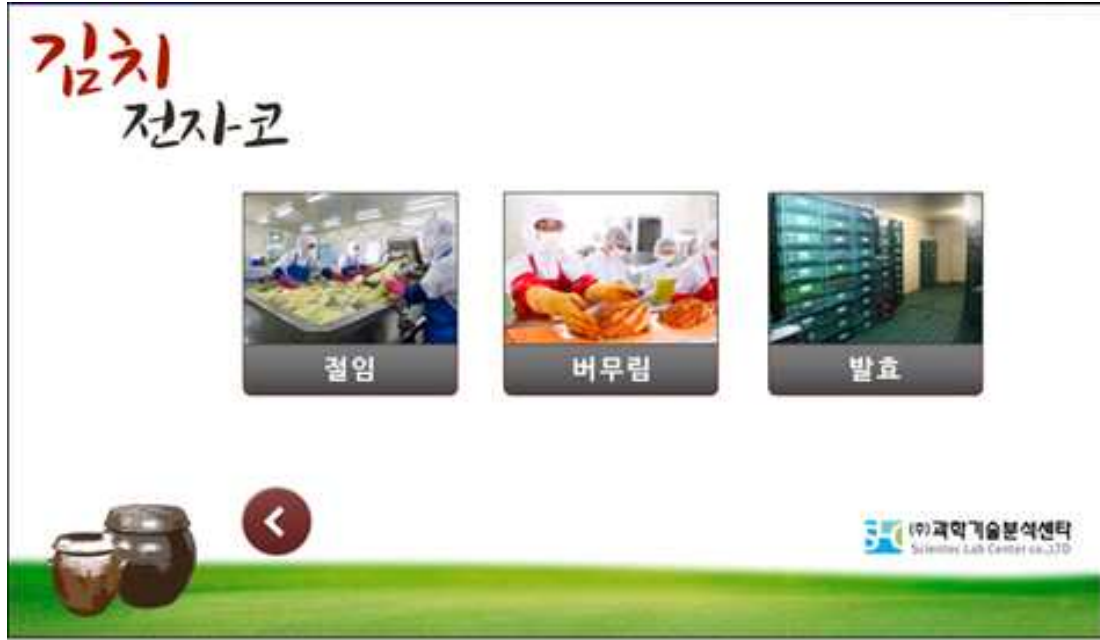 김치
전자-코
절임
버무림
발효
(주)과학기술분석센타
Scientec Lab Center co.,LTD